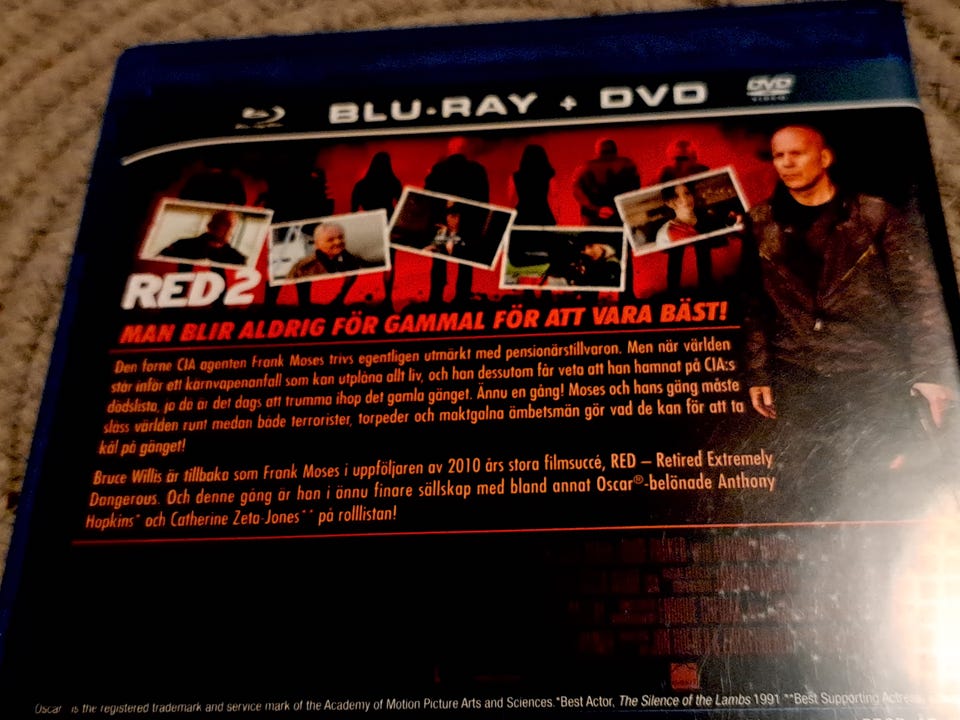 BLU-RAY + DVD
DVD
VIDEO
RED 2
MAN BLIR ALDRIG FÖR GAMMAL FÖR ATT VARA BÄST!
Den forne CIA agenten Frank Moses trivs egentligen utmärkt med pensionärstillvaron. Men när världen
står inför ett kärnvapenanfall som kan utplåna allt liv, och han dessutom får veta att han hamnat på CIA:s
dödslista, ja då är det dags att trumma ihop det gamla gänget. Ännu en gång! Moses och hans gäng måste
slåss världen runt medan både terrorister, torpeder och maktgalna ämbetsmän gör vad de kan för att ta
kål på gänget!
Bruce Willis är tillbaka som Frank Moses i uppföljaren av 2010 års stora filmsuccé, RED – Retired Extremely
Dangerous. Och denne gång är han i ännu finare sällskap med bland annat Oscar®-belönade Anthony
Hopkins* och Catherine Zeta-Jones** på rolllistan!
Oscar is the registered trademark and service mark of the Academy of Motion Picture Arts and Sciences. *Best Actor, The Silence of the Lambs 1991 **Best Supporting Actress,